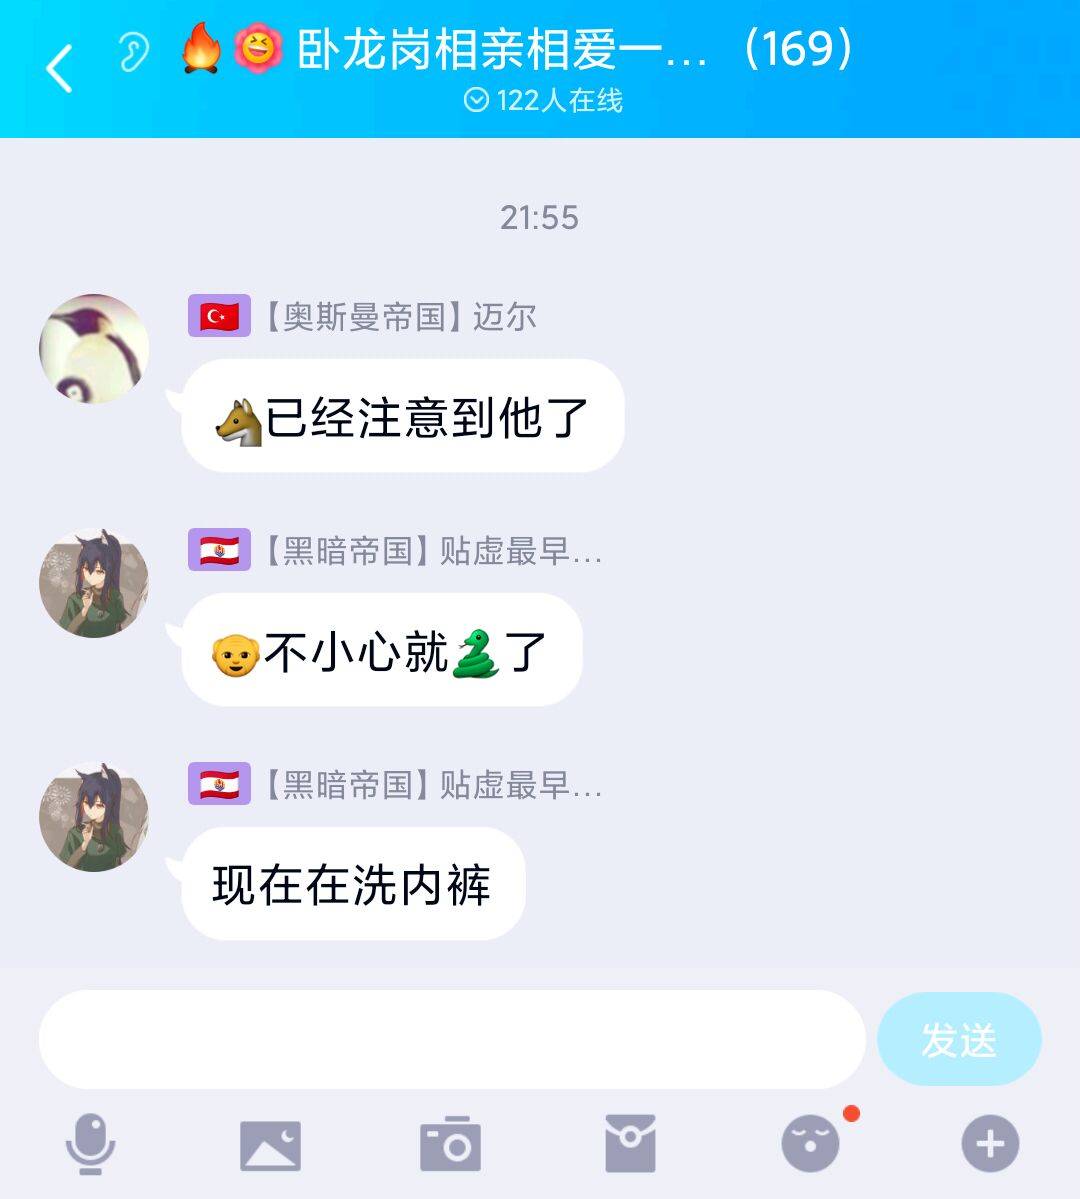 🔥卧龙岗相亲相爱一... （169）
122人在线
21:55
【奥斯曼帝国】迈尔
🐺已经注意到他了
【黑暗帝国】贴虚最早...
👴不小心就🐍了
【黑暗帝国】贴虚最早...
现在在洗内裤
发送